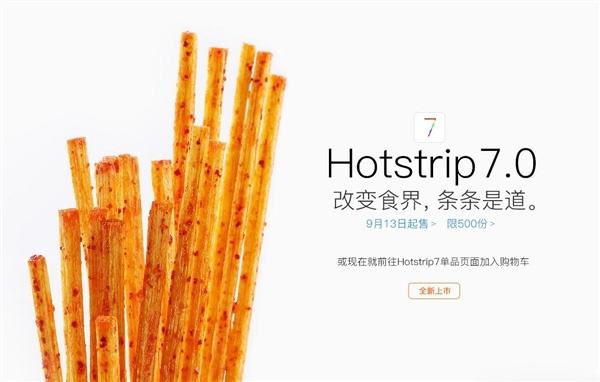 7
Hotstrip7.0
改变食界，条条是道。
9月13日起售> 限500份>
或现在就前往Hotstrip7单品页面加入购物车
全新上市